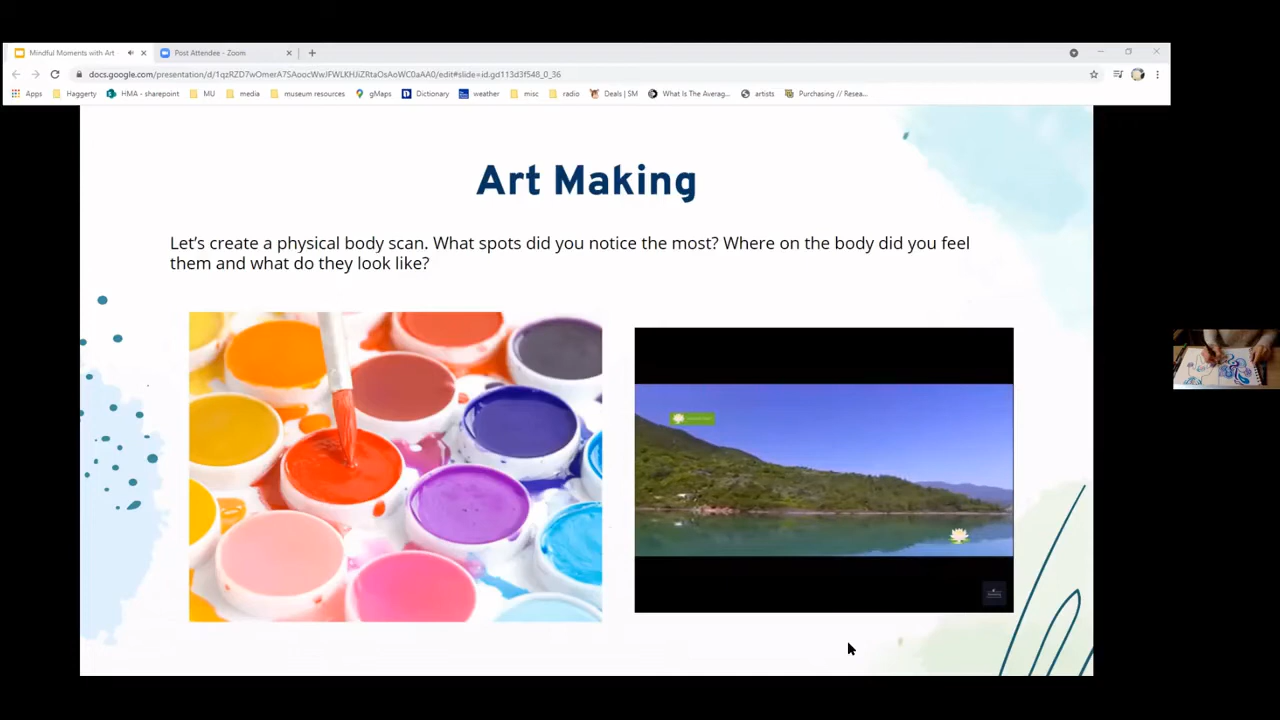 Mindful Moments with Art
Post Attendee - Zoom
docs.google.com/presentation/d/1qzRZD7wOmerA7SAoocWwJFWLKHJiZRtaOsAoWC0aAA0/edit#slide=id.gd113d3f548_0_36
Apps Haggerty HMA - sharepoint MU media museum resources gMaps Dictionary weather misc radio Deals | SM What Is The Averag... artists Purchasing // Resea...
Art Making
Let's create a physical body scan. What spots did you notice the most? Where on the body did you feel
them and what do they look like?